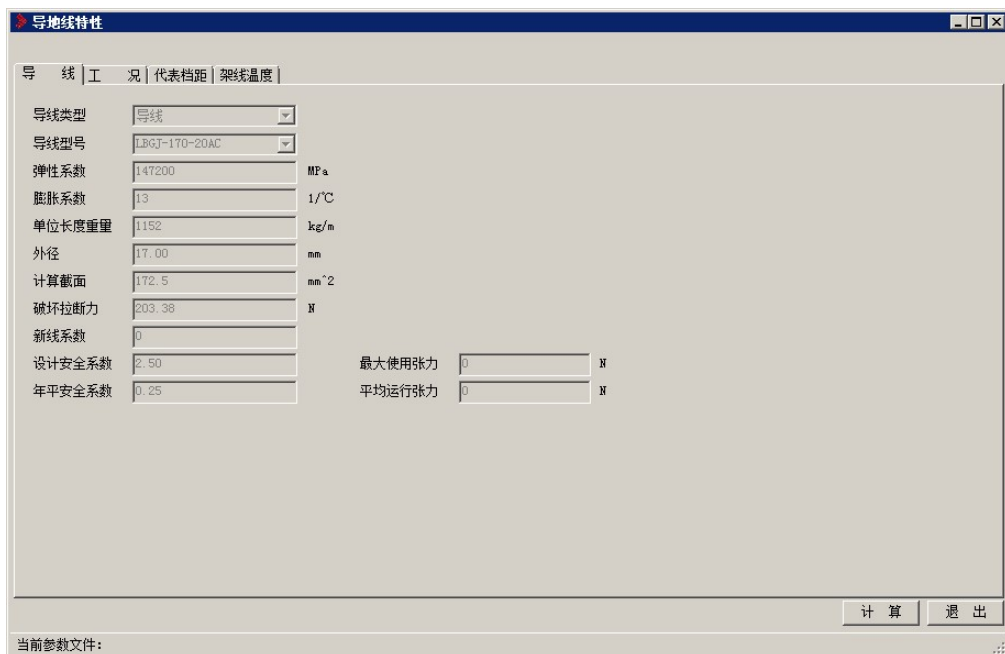 导地线特性
导 线 工 况 代表档距 架线温度
导线类型 导线
导线型号 LBGJ-170-20AC
弹性系数 147200 MPa
膨胀系数 13 1/℃
单位长度重量 1152 kg/m
外径 17.00 mm
计算截面 172.5 mm^2
破坏拉断力 203.38 N
新线系数 0
设计安全系数 2.50 最大使用张力 0 N
年平安全系数 0.25 平均运行张力 0 N
计 算 退 出
当前参数文件: